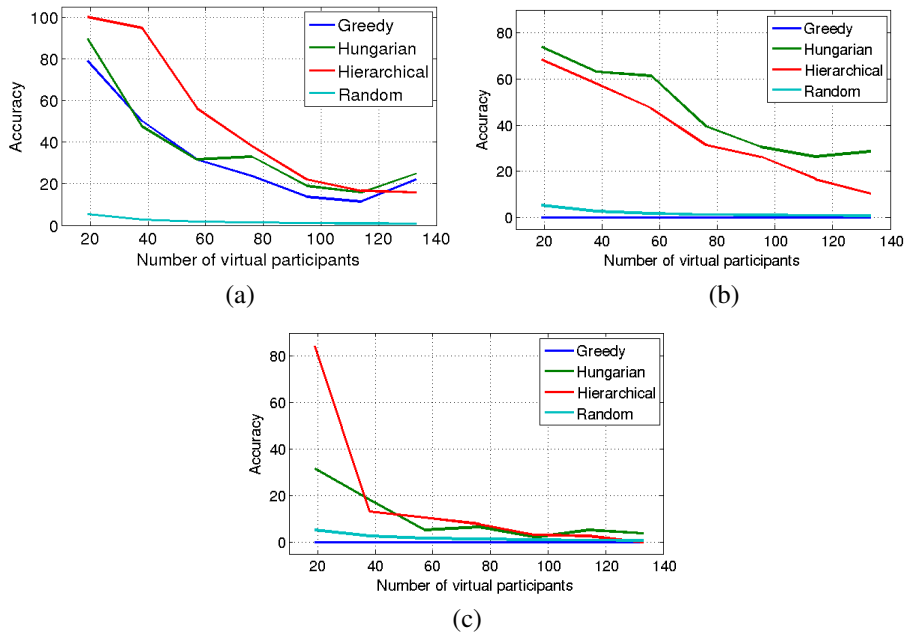 100
80
60
40
20
0
Accuracy
20 40 60 80 100 120 140
Number of virtual participants
Greedy
Hungarian
Hierarchical
Random
(a)
80
60
40
20
0
Accuracy
20 40 60 80 100 120 140
Number of virtual participants
Greedy
Hungarian
Hierarchical
Random
(b)
80
60
40
20
0
Accuracy
20 40 60 80 100 120 140
Number of virtual participants
Greedy
Hungarian
Hierarchical
Random
(c)